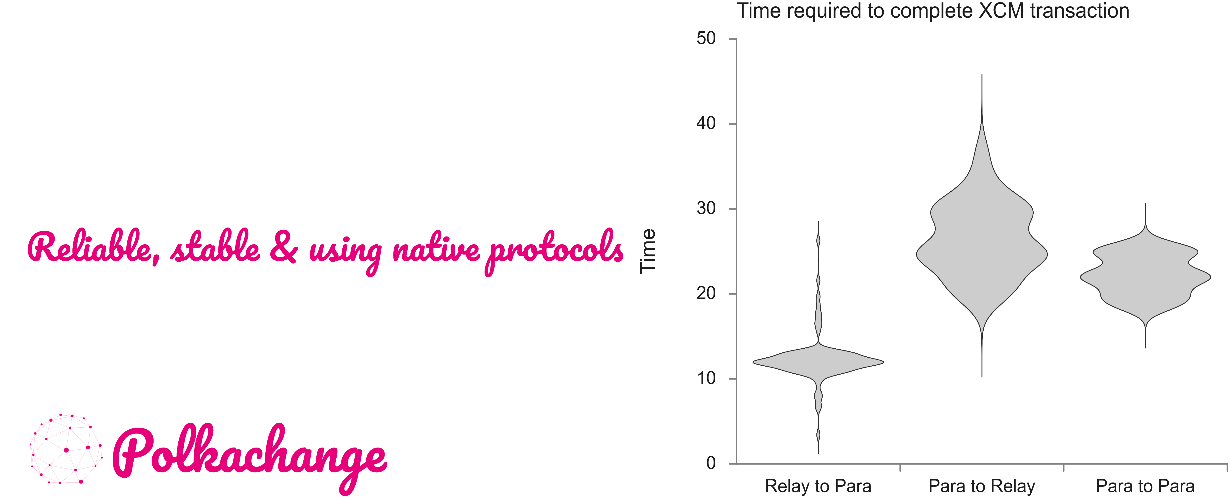 Reliable, stable & using native protocols
Polkachange
Time required to complete XCM transaction
Time
50
40
30
20
10
0
Relay to Para
Para to Relay
Para to Para